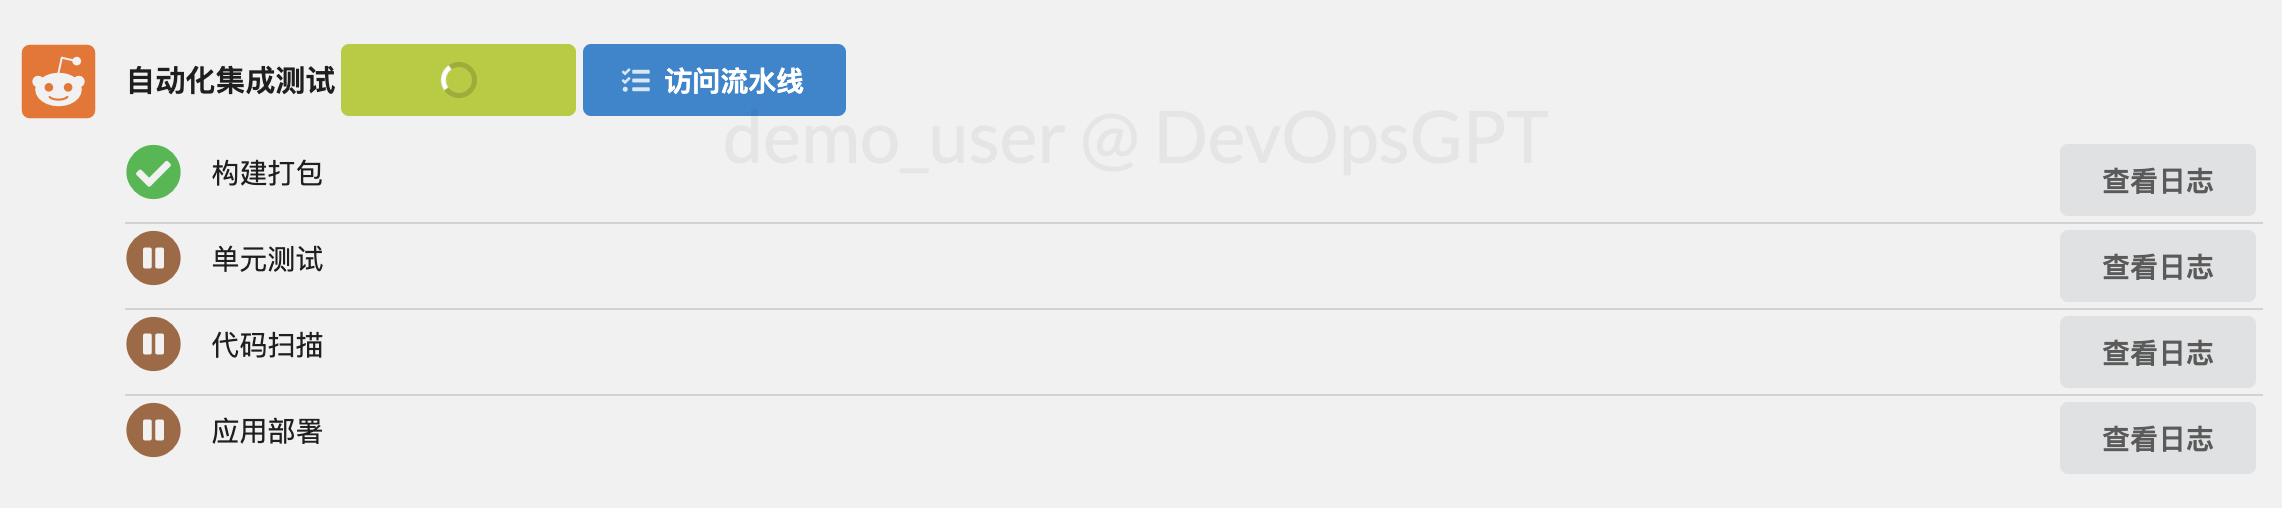 自动化集成测试 访问流水线
demo_user @ DevOpsGPT
构建打包 查看日志
单元测试 查看日志
代码扫描 查看日志
应用部署 查看日志